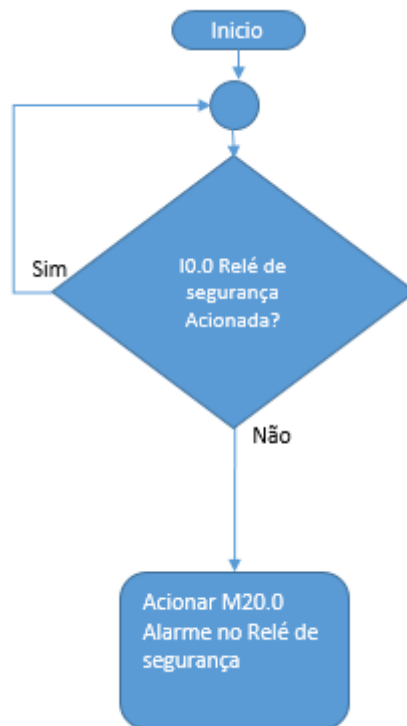 Inicio
I0.0 Relé de
segurança
Acionada?
Sim
Não
Acionar M20.0
Alarme no Relé de
segurança